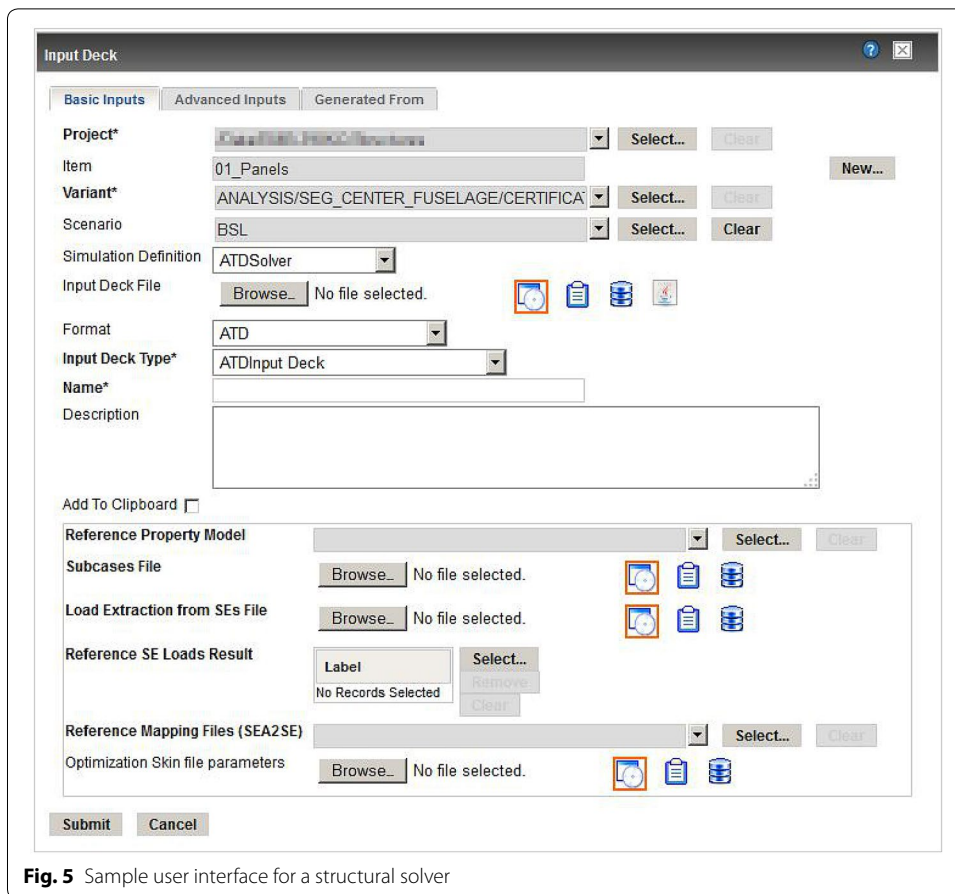 Input Deck ?
Basic Inputs Advanced Inputs Generated From
Project* Select... Clear
Item 01_Panels New...
Variant* ANALYSIS/SEG_CENTER_FUSELAGE/CERTIFICA Select... Clear
Scenario BSL Select... Clear
Simulation Definition ATDSolver
Input Deck File Browse_ No file selected.
Format ATD
Input Deck Type* ATDInput Deck
Name*
Description
Add To Clipboard
Reference Property Model Select... Clear
Subcases File Browse_ No file selected.
Load Extraction from SEs File Browse_ No file selected.
Reference SE Loads Result Label Select...
No Records Selected Remove
Clear
Reference Mapping Files (SEA2SE) Select... Clear
Optimization Skin file parameters Browse_ No file selected.
Submit Cancel
Fig. 5 Sample user interface for a structural solver